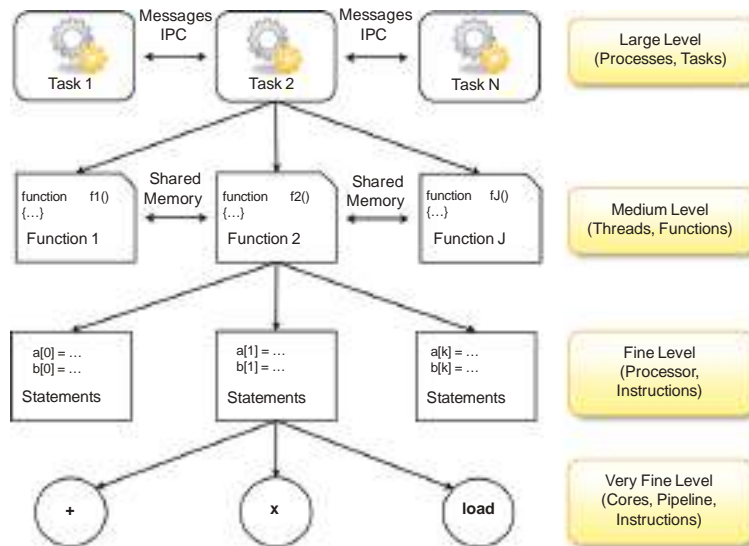 Messages
IPC
Messages
IPC
Task 1
Task 2
Task N
Large Level
(Processes, Tasks)
function f1()
{…}
Function 1
Shared
Memory
function f2()
{…}
Function 2
Shared
Memory
function fJ()
{…}
Function J
Medium Level
(Threads, Functions)
a[0] = …
b[0] = …
Statements
a[1] = …
b[1] = …
Statements
a[k] = …
b[k] = …
Statements
Fine Level
(Processor,
Instructions)
+
x
load
Very Fine Level
(Cores, Pipeline,
Instructions)